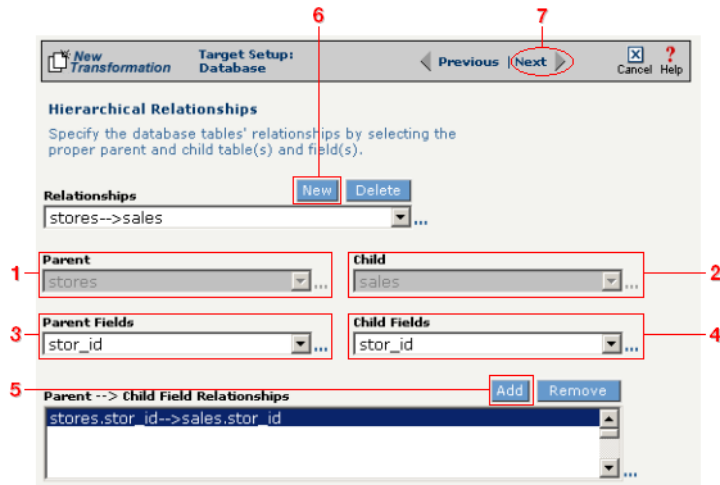 6
7
New Transformation
Target Setup: Database
Previous | Next
Cancel
? Help
Hierarchical Relationships
Specify the database tables' relationships by selecting the
proper parent and child table(s) and field(s).
Relationships
New
Delete
stores-->sales
...
1
Parent
stores
...
Child
sales
...
2
3
Parent Fields
stor_id
...
Child Fields
stor_id
...
4
5
Parent --> Child Field Relationships
Add
Remove
stores.stor_id-->sales.stor_id
...